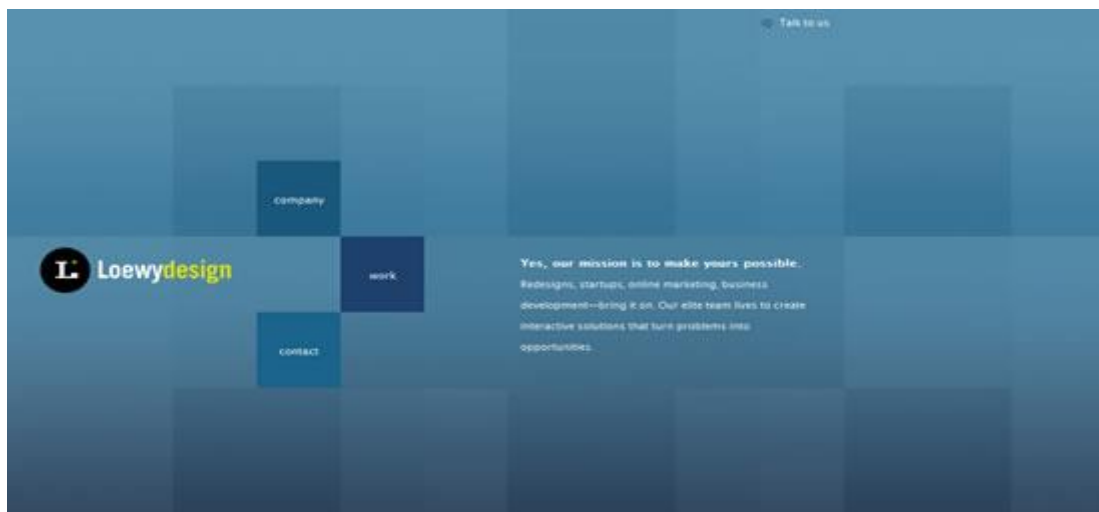 Talk to us
company
Loewydesign
work
contact
Yes, our mission is to make yours possible.
Redesigns, startups, online marketing, business
development—bring it on. Our elite team lives to create
interactive solutions that turn problems into
opportunities.